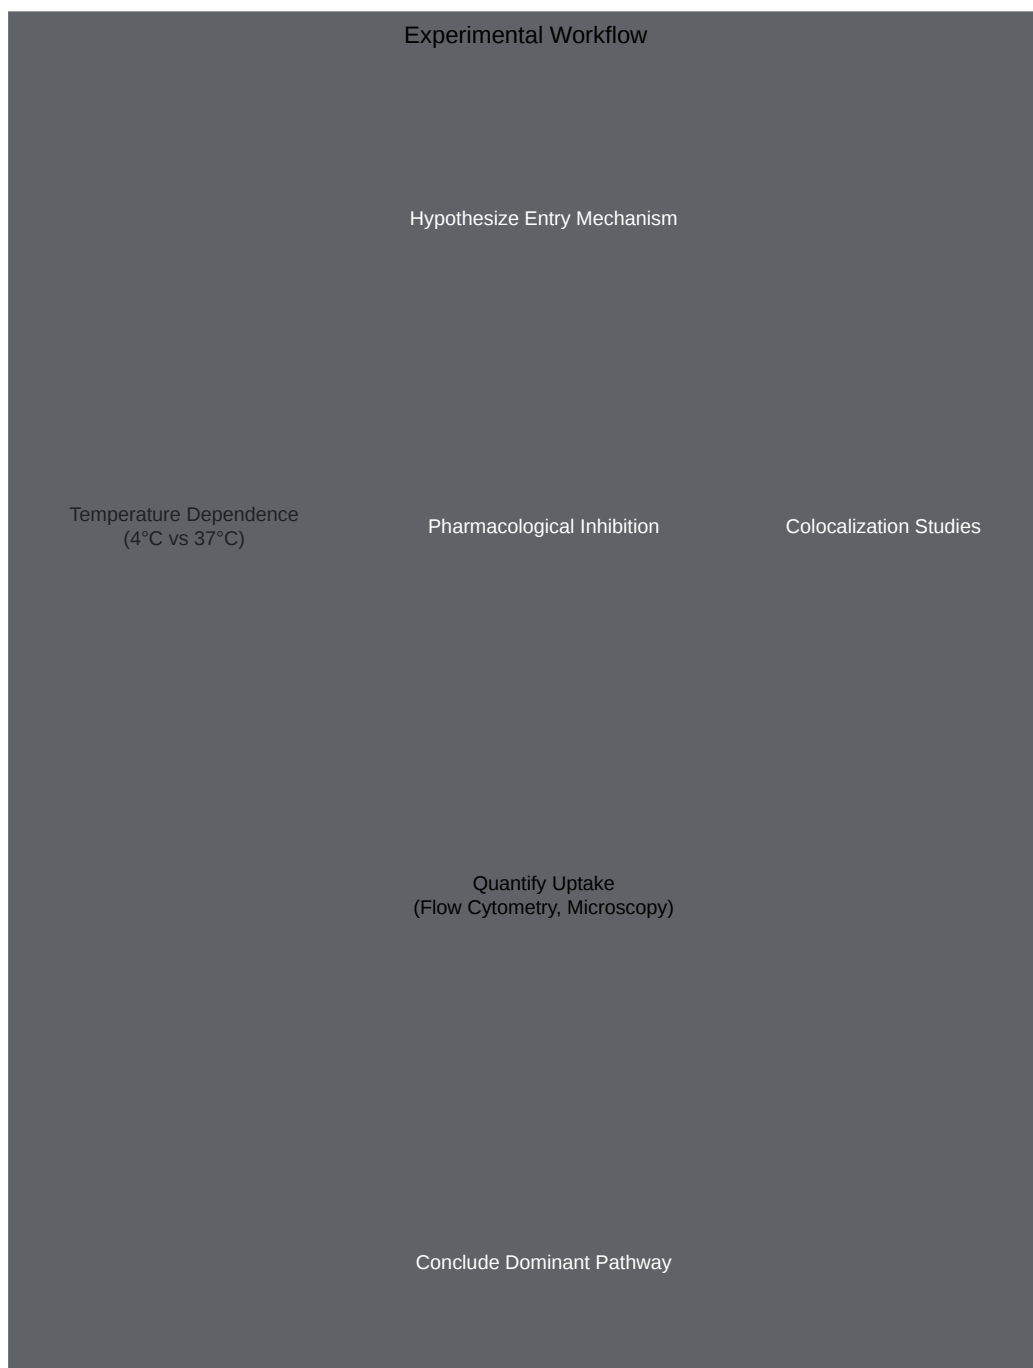 Experimental Workflow
Hypothesize Entry Mechanism
Temperature Dependence
(4°C vs 37°C)
Pharmacological Inhibition
Colocalization Studies
Quantify Uptake
(Flow Cytometry, Microscopy)
Conclude Dominant Pathway